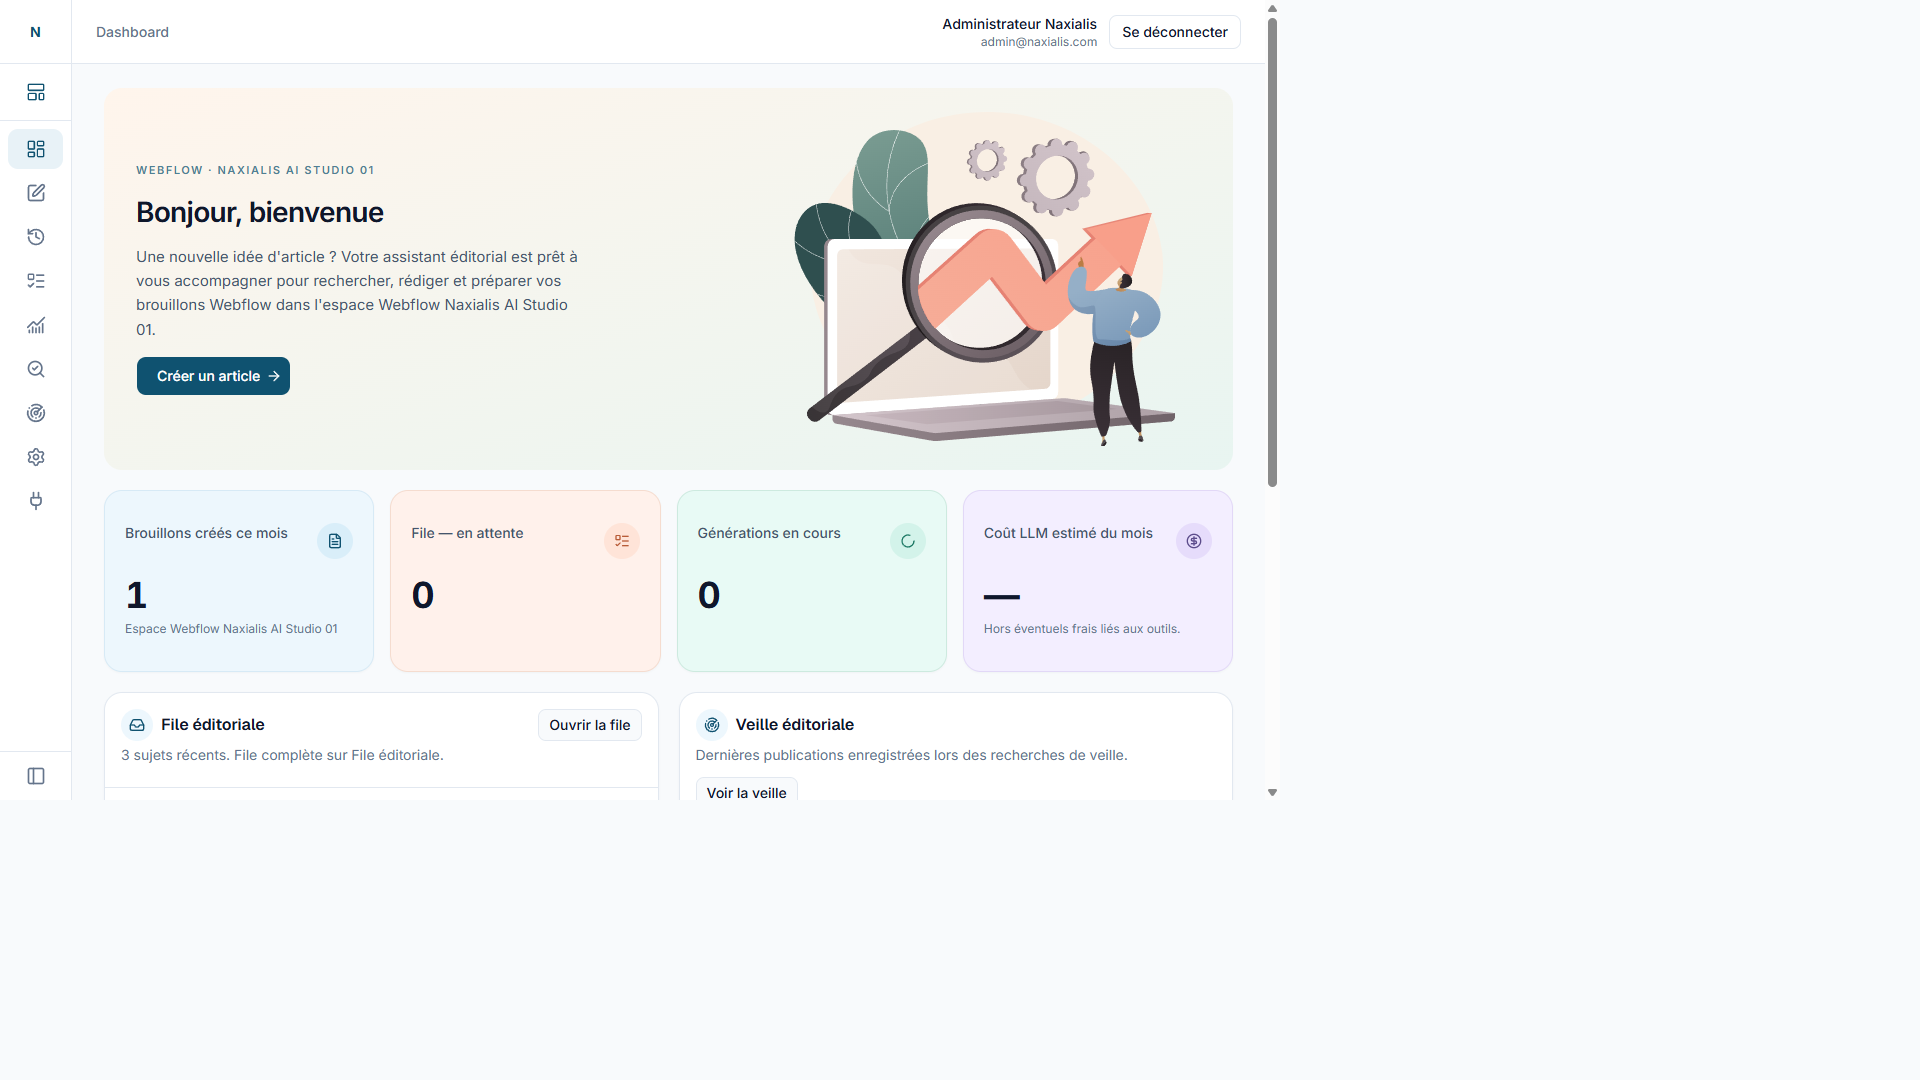 N
Dashboard
Administrateur Naxialis
admin@naxialis.com
Se déconnecter
WEBFLOW · NAXIALIS AI STUDIO 01
Bonjour, bienvenue
Une nouvelle idée d'article ? Votre assistant éditorial est prêt à
vous accompagner pour rechercher, rédiger et préparer vos
brouillons Webflow dans l'espace Webflow Naxialis AI Studio
01.
Créer un article →
Brouillons créés ce mois
1
Espace Webflow Naxialis AI Studio 01
File — en attente
0
Générations en cours
0
Coût LLM estimé du mois
—
Hors éventuels frais liés aux outils.
File éditoriale
Ouvrir la file
3 sujets récents. File complète sur File éditoriale.
Veille éditoriale
Dernières publications enregistrées lors des recherches de veille.
Voir la veille